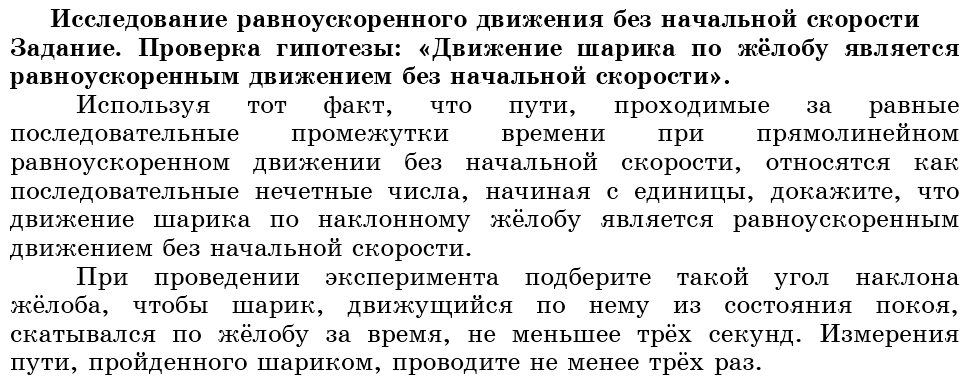 Исследование равноускоренного движения без начальной скорости
Задание. Проверка гипотезы: «Движение шарика по жёлобу является
равноускоренным движением без начальной скорости».
Используя тот факт, что пути, проходимые за равные
последовательные промежутки времени при прямолинейном
равноускоренном движении без начальной скорости, относятся как
последовательные нечетные числа, начиная с единицы, докажите, что
движение шарика по наклонному жёлобу является равноускоренным
движением без начальной скорости.
При проведении эксперимента подберите такой угол наклона
жёлоба, чтобы шарик, движущийся по нему из состояния покоя,
скатывался по жёлобу за время, не меньшее трёх секунд. Измерения
пути, пройденного шариком, проводите не менее трёх раз.